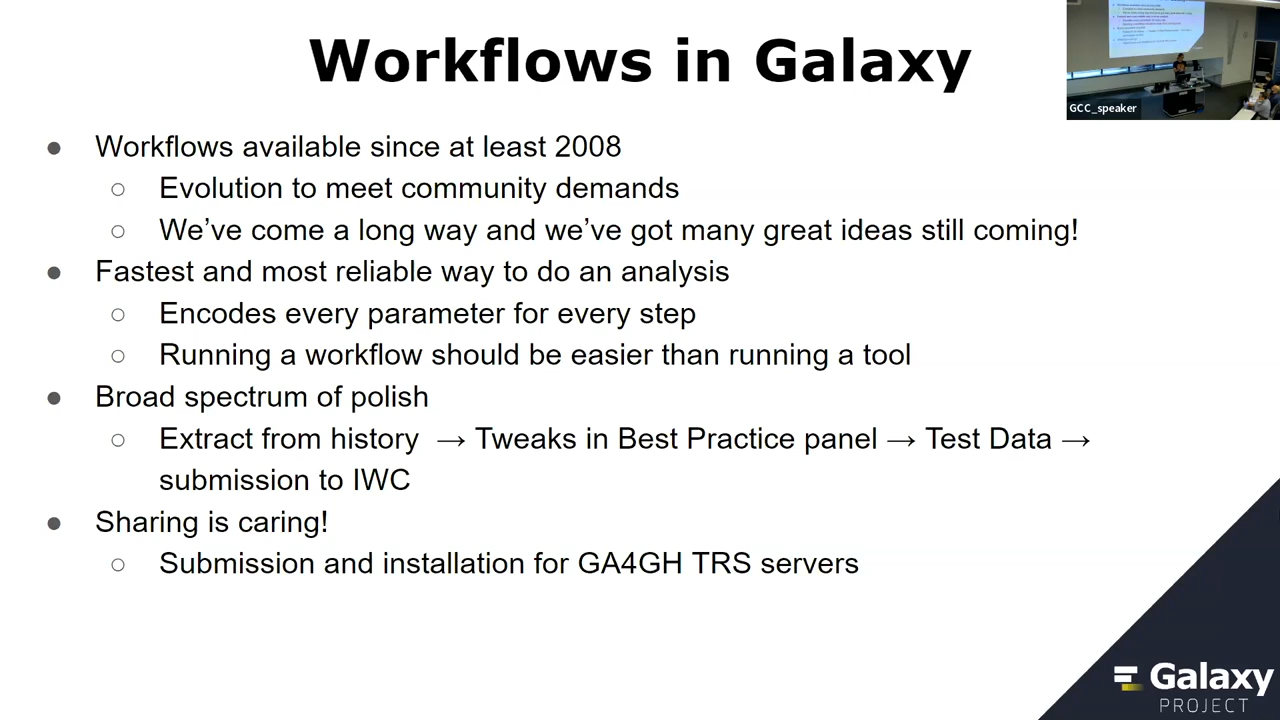 Workflows in Galaxy
GCC_speaker
● Workflows available since at least 2008
○ Evolution to meet community demands
○ We’ve come a long way and we’ve got many great ideas still coming!
● Fastest and most reliable way to do an analysis
○ Encodes every parameter for every step
○ Running a workflow should be easier than running a tool
● Broad spectrum of polish
○ Extract from history → Tweaks in Best Practice panel → Test Data →
submission to IWC
● Sharing is caring!
○ Submission and installation for GA4GH TRS servers
Galaxy
PROJECT